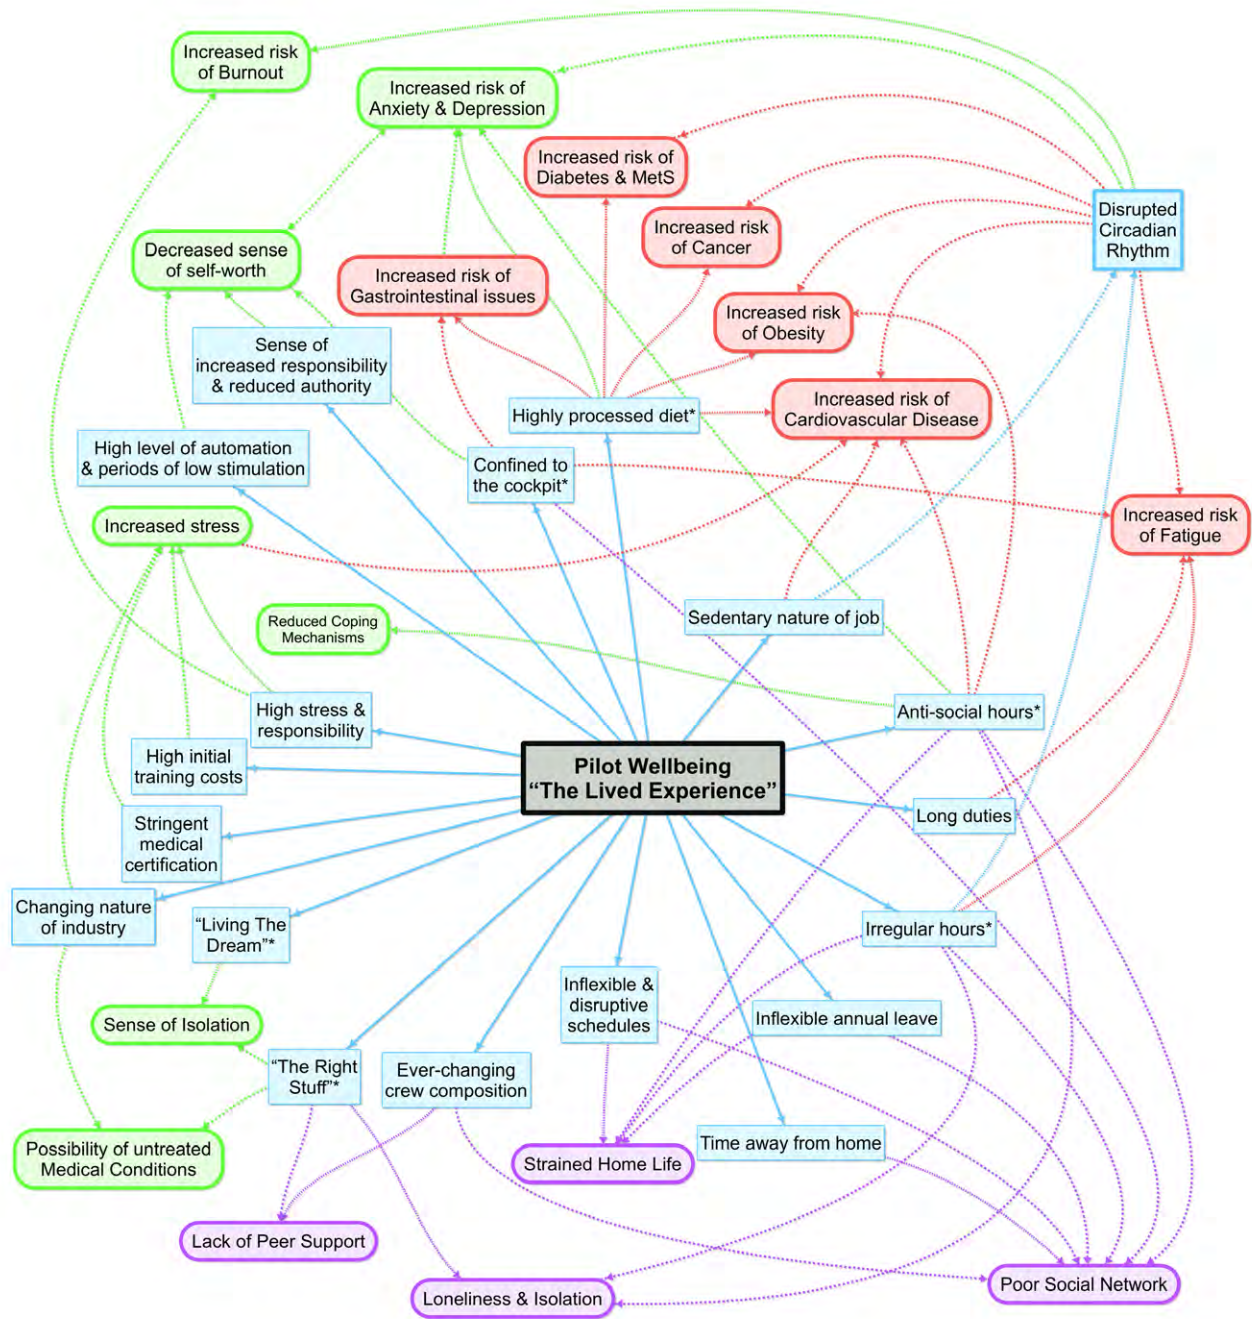 Increased risk
of Burnout
Increased risk of
Anxiety & Depression
Increased risk of
Diabetes & MetS
Disrupted
Circadian
Rhythm
Increased risk
of Cancer
Decreased sense
of self-worth
Increased risk of
Gastrointestinal issues
Increased risk
of Obesity
Sense of
increased responsibility
& reduced authority
Increased risk of
Cardiovascular Disease
Highly processed diet*
High level of automation
& periods of low stimulation
Confined to
the cockpit*
Increased stress
Increased risk
of Fatigue
Reduced Coping
Mechanisms
Sedentary nature of job
High stress &
responsibility
Anti-social hours*
High initial
training costs
Pilot Wellbeing
“The Lived Experience”
Stringent
medical
certification
Long duties
Changing nature
of industry
“Living The
Dream”*
Irregular hours*
Inflexible &
disruptive
schedules
Inflexible annual leave
Sense of Isolation
“The Right
Stuff”*
Ever-changing
crew composition
Possibility of untreated
Medical Conditions
Strained Home Life
Time away from home
Lack of Peer Support
Loneliness & Isolation
Poor Social Network